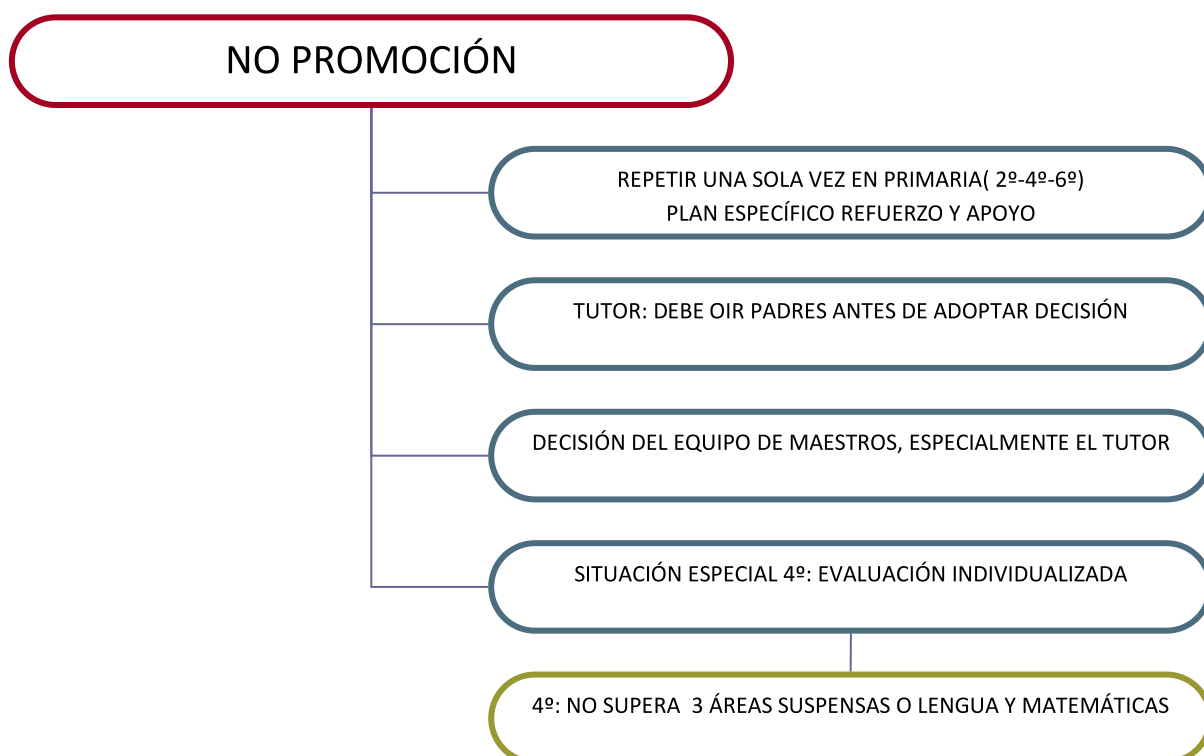 NO PROMOCIÓN
REPETIR UNA SOLA VEZ EN PRIMARIA( 2º-4º-6º)
PLAN ESPECÍFICO REFUERZO Y APOYO
TUTOR: DEBE OIR PADRES ANTES DE ADOPTAR DECISIÓN
DECISIÓN DEL EQUIPO DE MAESTROS, ESPECIALMENTE EL TUTOR
SITUACIÓN ESPECIAL 4º: EVALUACIÓN INDIVIDUALIZADA
4º: NO SUPERA  3 ÁREAS SUSPENSAS O LENGUA Y MATEMÁTICAS